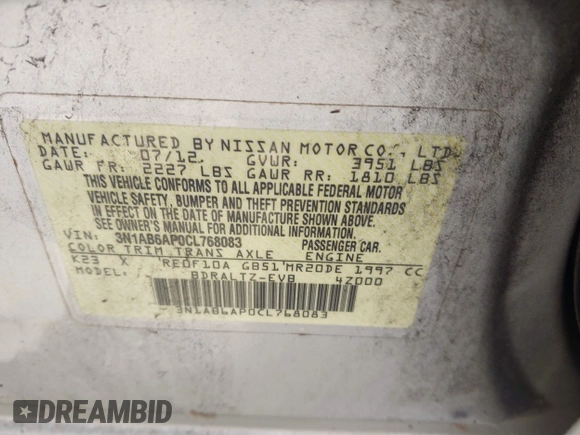 MANUFACTURED BY NISSAN MOTOR CO., LTD.
DATE: 07/12 GVWR: 3951 LBS
GAWR FR: 2227 LBS GAWR RR: 1810 LBS
THIS VEHICLE CONFORMS TO ALL APPLICABLE FEDERAL MOTOR
VEHICLE SAFETY, BUMPER AND THEFT PREVENTION STANDARDS
IN EFFECT ON THE DATE OF MANUFACTURE SHOWN ABOVE.
SEE OWNER'S MANUAL FOR ADDITIONAL INFORMATION.
VIN: 3N1AB6AP0CL768083 PASSENGER CAR.
COLOR TRIM TRANS AXLE ENGINE
K23 X RE0F10A GB51 MR20DE 1997 CC
MODEL: BDRALTZ-EVB 4Z000
3N1AB6AP0CL768083
DREAMBID